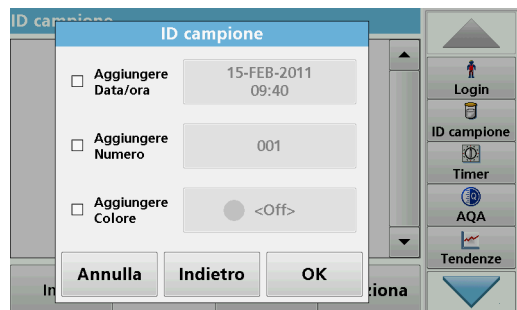 ID campione
ID campione
Aggiungere
Data/ora
15-FEB-2011
09:40
Aggiungere
Numero
001
Aggiungere
Colore
<Off>
Annulla
Indietro
OK
Login
ID campione
Timer
AQA
Tendenze